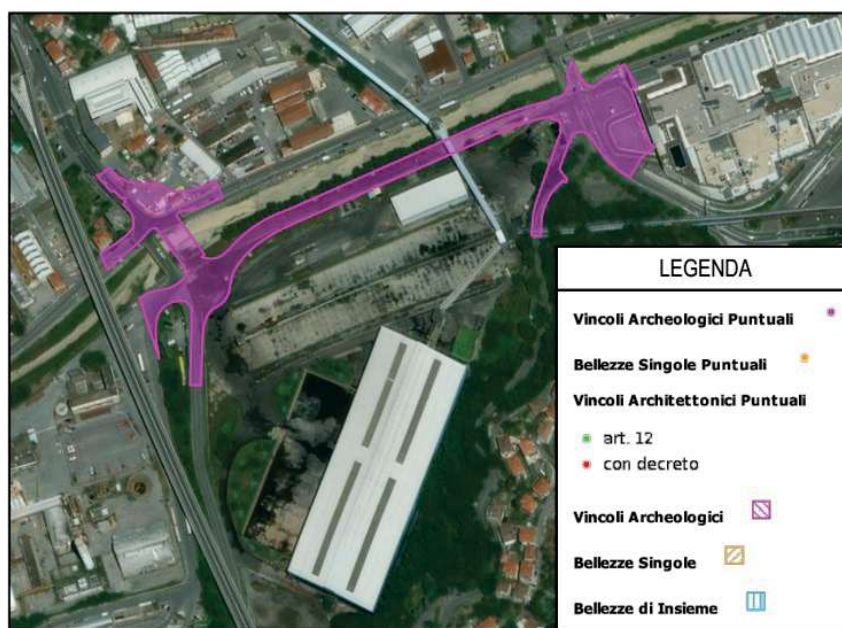 LEGENDA
Vincoli Archeologici Puntuali
Bellezze Singole Puntuali
Vincoli Architettonici Puntuali
art. 12
con decreto
Vincoli Archeologici
Bellezze Singole
Bellezze di Insieme